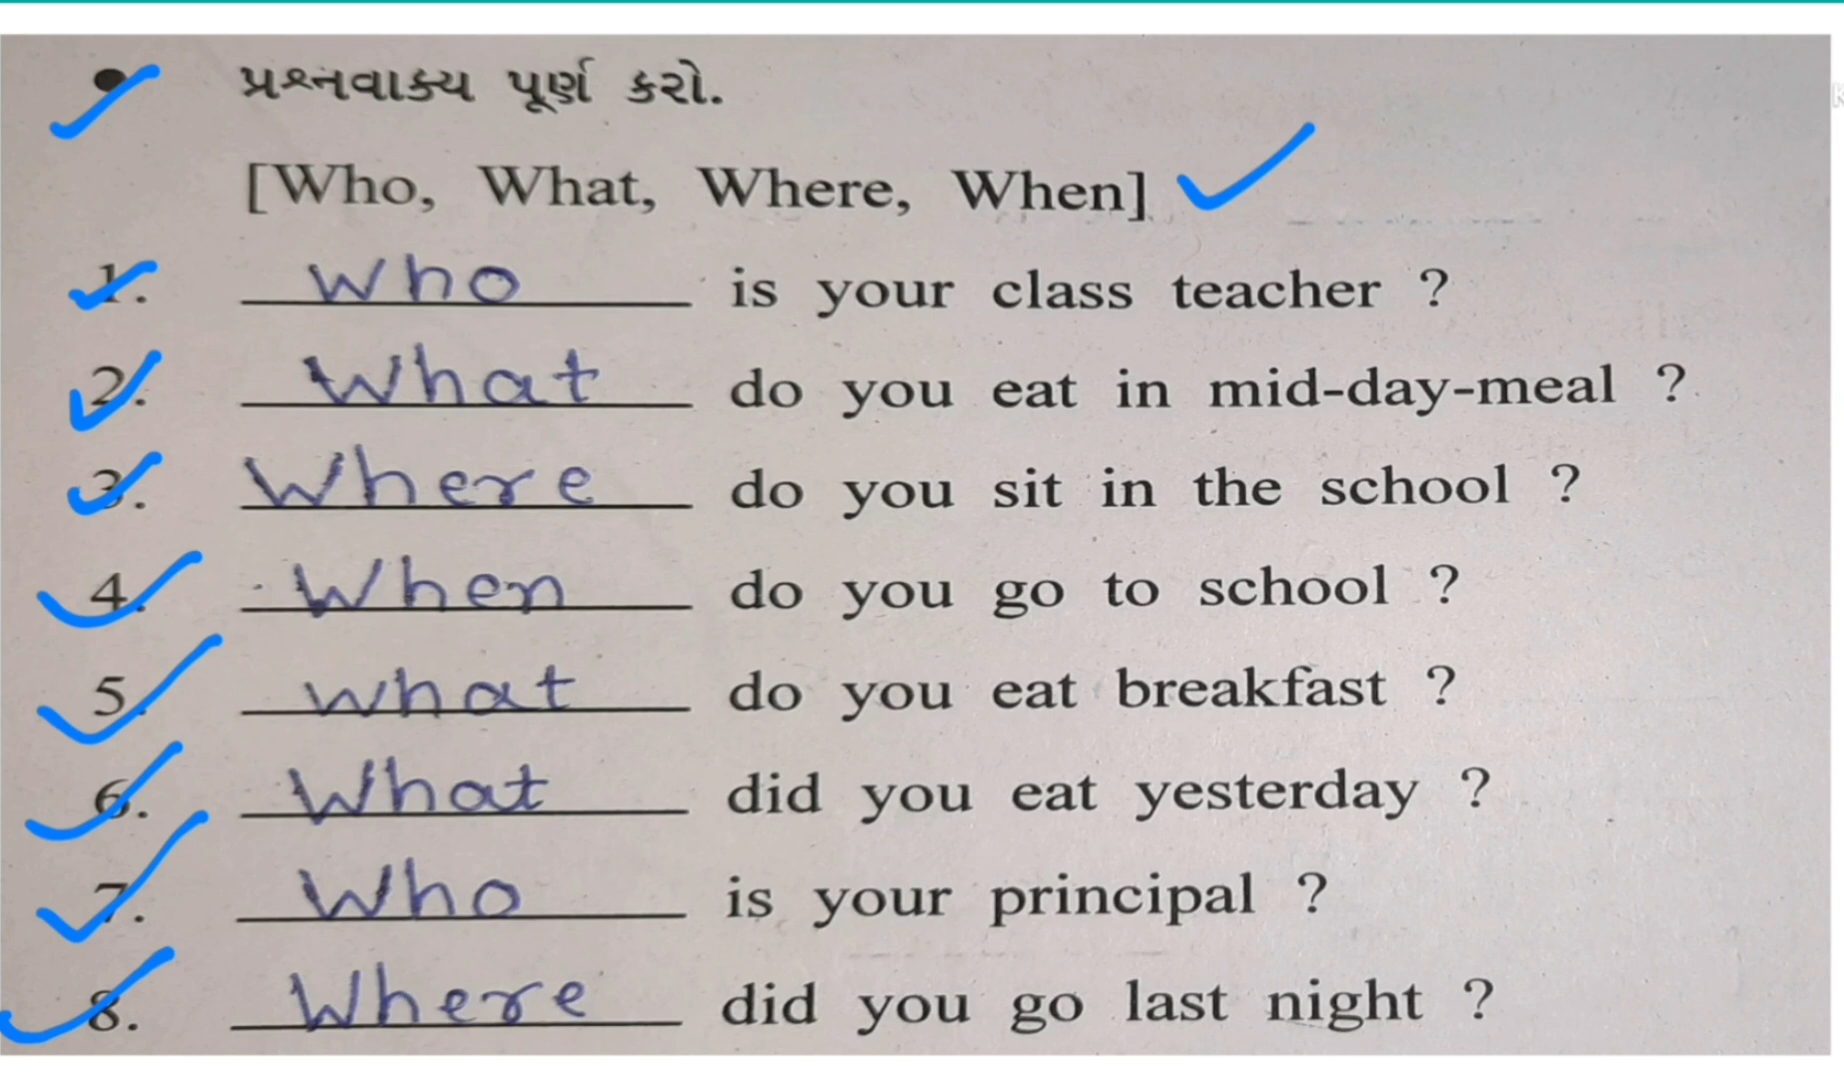 પ્રશ્નવાક્ય પૂર્ણ કરો.
[Who, What, Where, When]
1. Who is your class teacher ?
2. What do you eat in mid-day-meal ?
3. Where do you sit in the school ?
4. When do you go to school ?
5. what do you eat breakfast ?
6. What did you eat yesterday ?
7. Who is your principal ?
8. Where did you go last night ?